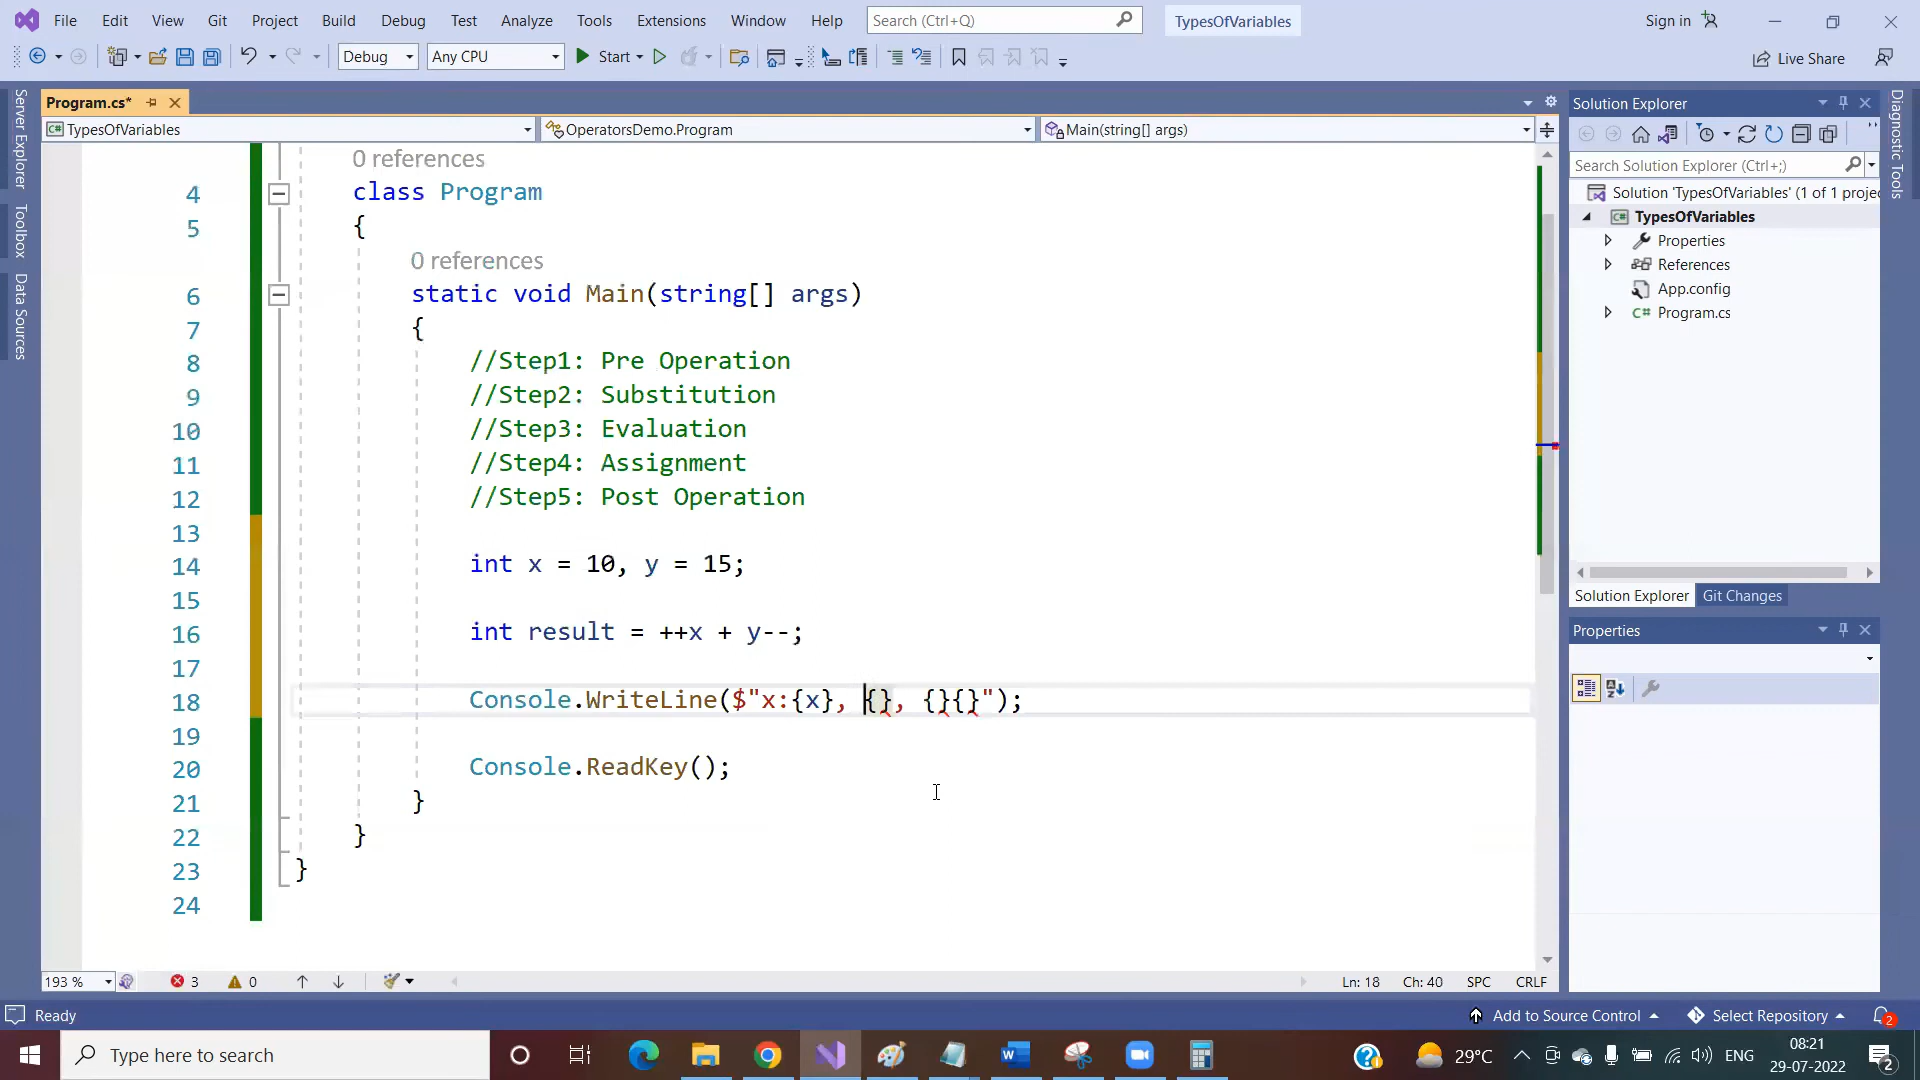 File Edit View Git Project Build Debug Test Analyze Tools Extensions Window Help Search (Ctrl+Q) TypesOfVariables Sign in
Debug Any CPU Start Live Share
Server Explorer
Toolbox
Data Sources
Program.cs*
TypesOfVariables OperatorsDemo.Program Main(string[] args)
0 references
4 class Program
5 {
0 references
6 static void Main(string[] args)
7 {
8 //Step1: Pre Operation
9 //Step2: Substitution
10 //Step3: Evaluation
11 //Step4: Assignment
12 //Step5: Post Operation
13
14 int x = 10, y = 15;
15
16 int result = ++x + y--;
17
18 Console.WriteLine($"x:{x}, {}, {}{}");
19
20 Console.ReadKey();
21 }
22 }
23 }
24
193 % 3 0 Ln: 18 Ch: 40 SPC CRLF
Solution Explorer
Search Solution Explorer (Ctrl+;)
Solution 'TypesOfVariables' (1 of 1 projec
TypesOfVariables
Properties
References
App.config
Program.cs
Solution Explorer Git Changes
Properties
Diagnostic Tools
Ready Add to Source Control Select Repository 2
Type here to search 29°C ENG 08:21
29-07-2022 2